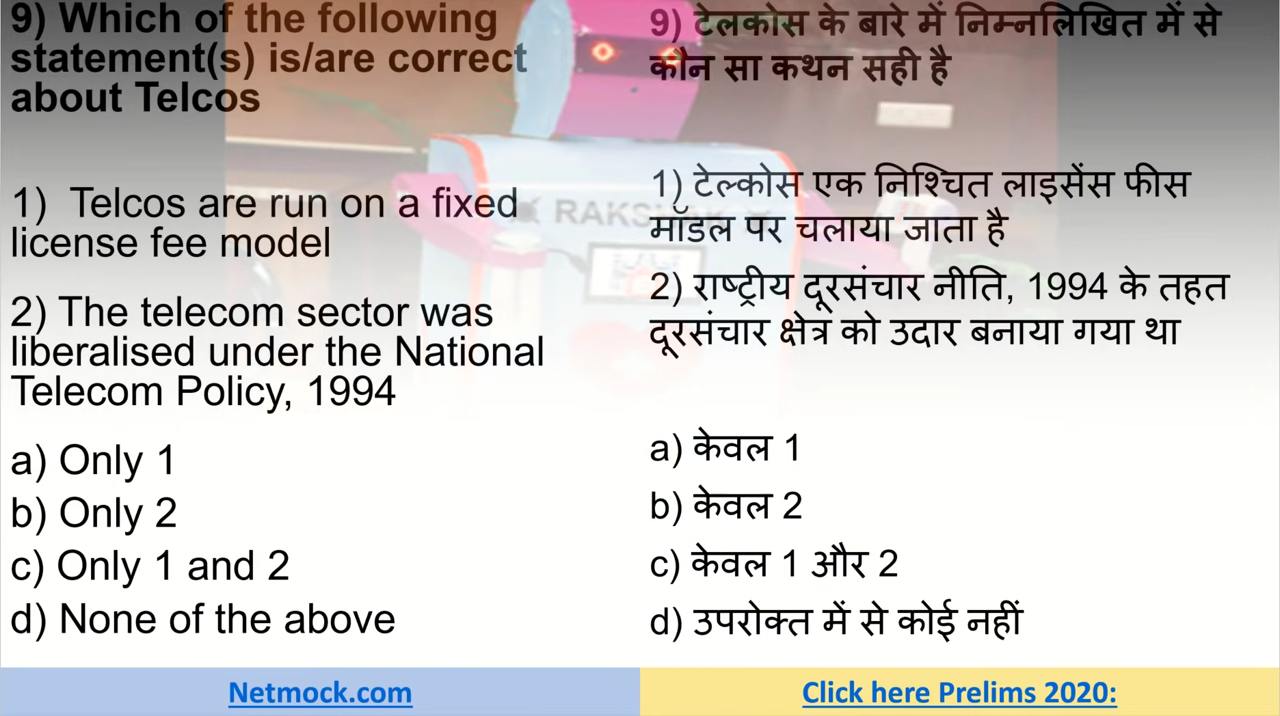 9) Which of the following
statement(s) is/are correct
about Telcos
1) Telcos are run on a fixed
license fee model
2) The telecom sector was
liberalised under the National
Telecom Policy, 1994
a) Only 1
b) Only 2
c) Only 1 and 2
d) None of the above
Netmock.com
9) टेलकोस के बारे में निम्नलिखित में से
कौन सा कथन सही है
1) टेल्कोस एक निश्चित लाइसेंस फीस
मॉडल पर चलाया जाता है
2) राष्ट्रीय दूरसंचार नीति, 1994 के तहत
दूरसंचार क्षेत्र को उदार बनाया गया था
a) केवल 1
b) केवल 2
c) केवल 1 और 2
d) उपरोक्त में से कोई नहीं
Click here Prelims 2020: